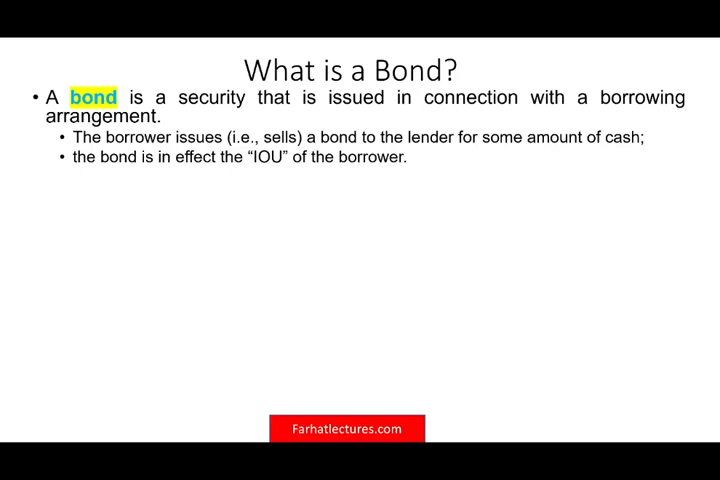 What is a Bond?
• A bond is a security that is issued in connection with a borrowing
arrangement.
• The borrower issues (i.e., sells) a bond to the lender for some amount of cash;
• the bond is in effect the “IOU” of the borrower.
Farhatlectures.com